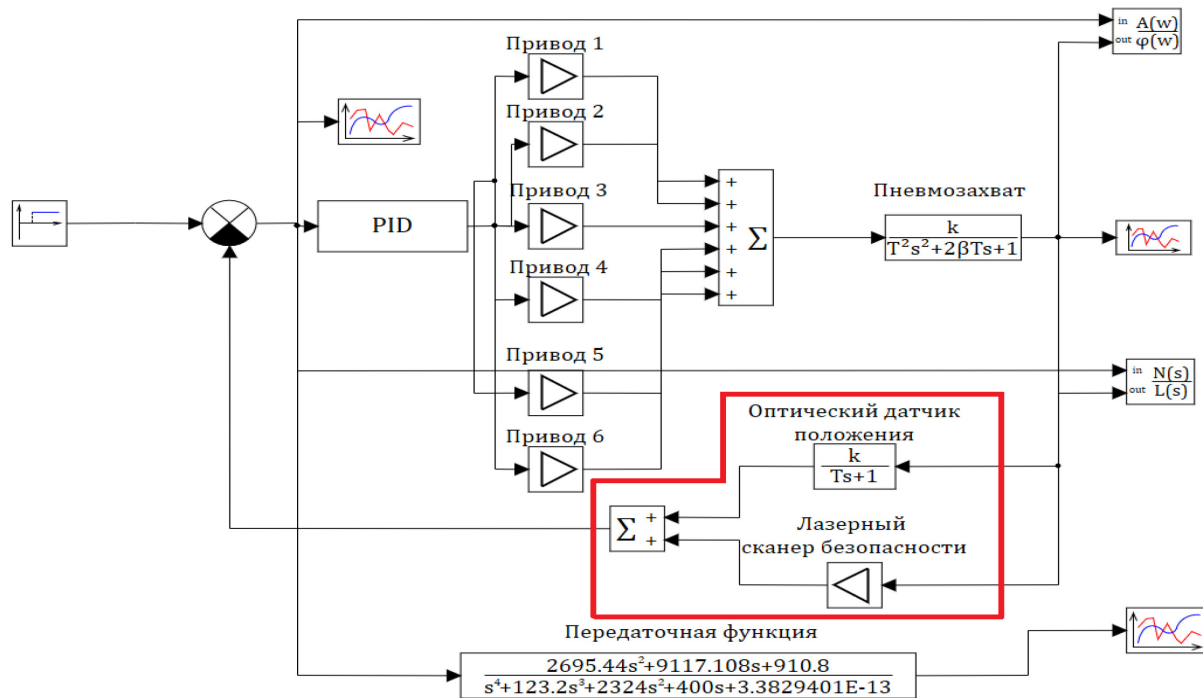 in A(w)
out φ(w)
Привод 1
Привод 2
Привод 3
Привод 4
Привод 5
Привод 6
PID
+
+
+
+
+
+
Σ
Пневмозахват
k
T²s²+2βTs+1
in N(s)
out L(s)
Оптический датчик
положения
k
Ts+1
Σ
+
+
Лазерный
сканер безопасности
Передаточная функция
2695.44s²+9117.108s+910.8
s⁴+123.2s³+2324s²+400s+3.3829401E-13